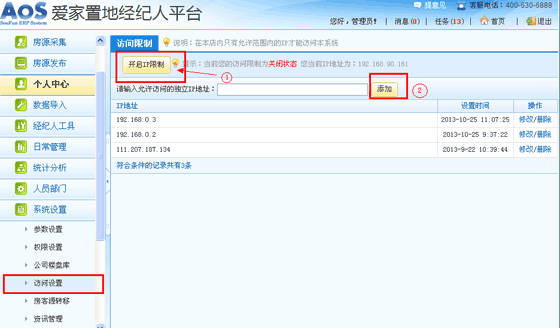 AOS 爱家置地经纪人平台
SouFun ERP System
提意见 客服电话：400-630-6888
您好，管理员！ | 消息(0) | 任务(13) | 首页 | 退出
房源采集
房源发布
个人中心
数据导入
经纪人工具
日常管理
统计分析
人员部门
系统设置
参数设置
权限设置
公司楼盘库
访问设置
房客源转移
资讯管理
访问限制 说明：在本店内只有允许范围内的IP才能访问本系统
开启IP限制 提示：当前您的访问限制为关闭状态 您当前IP地址为：192.168.90.161
①
请输入允许访问的独立IP地址： 添加 ②
IP地址 设置时间 操作
192.168.0.3 2013-10-25 11:07:25 修改/删除
192.168.0.2 2013-10-25 9:37:22 修改/删除
111.207.187.134 2013-9-22 10:39:44 修改/删除
符合条件的记录共有3条